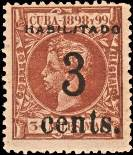 CUBA 1898 Y 99
HABILITADO
3
cents.